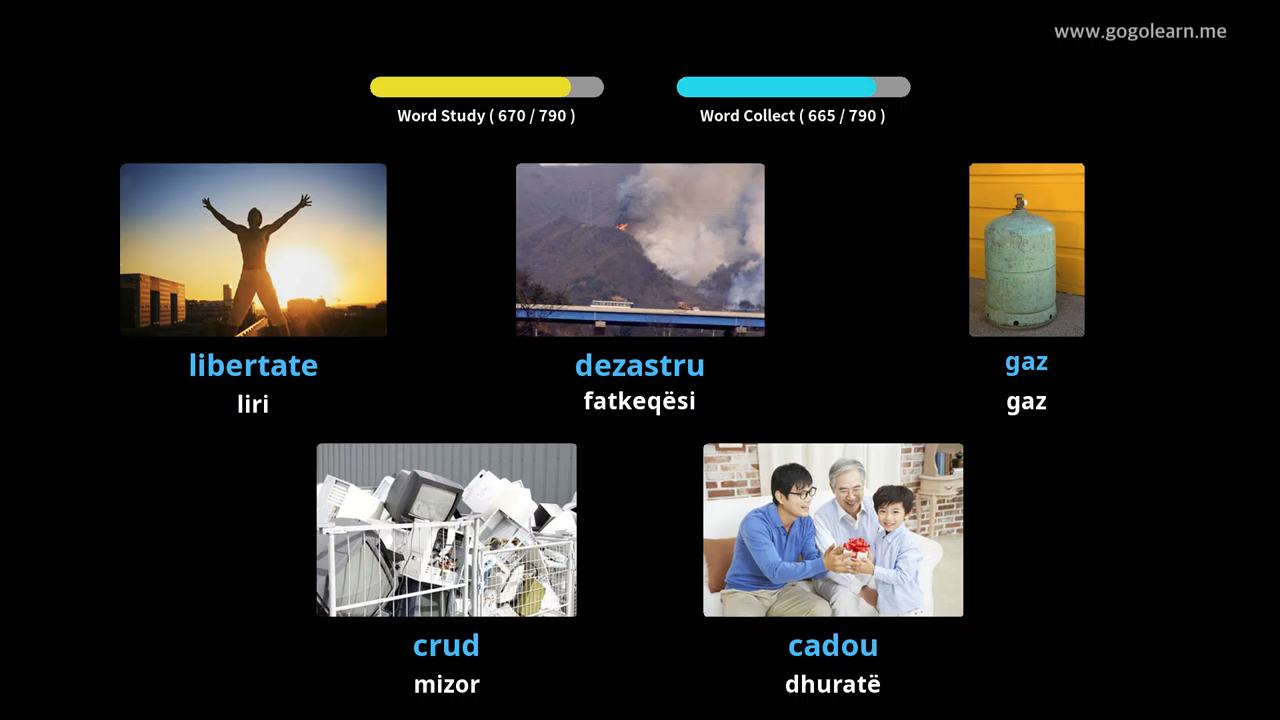 www.gogolearn.me
Word Study ( 670 / 790 )
Word Collect ( 665 / 790 )
libertate
liri
dezastru
fatkeqësi
gaz
gaz
crud
mizor
cadou
dhuratë